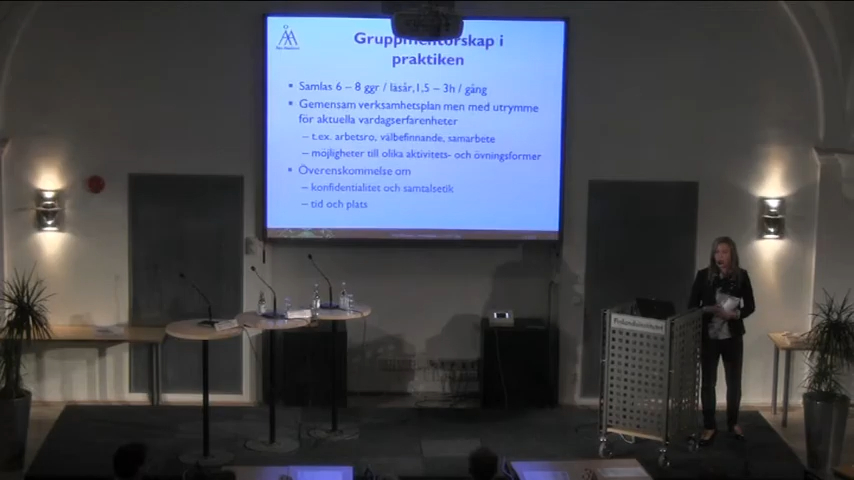 Gruppmentorskap i
praktiken
Samlas 6 – 8 ggr / läsår, 1,5 – 3h / gång
Gemensam verksamhetsplan men med utrymme
för aktuella vardagserfarenheter
– t.ex. arbetsro, välbefinnande, samarbete
– möjligheter till olika aktivitets- och övningsformer
Överenskommelse om
– konfidentialitet och samtalsetik
– tid och plats
Finlandsinstitutet